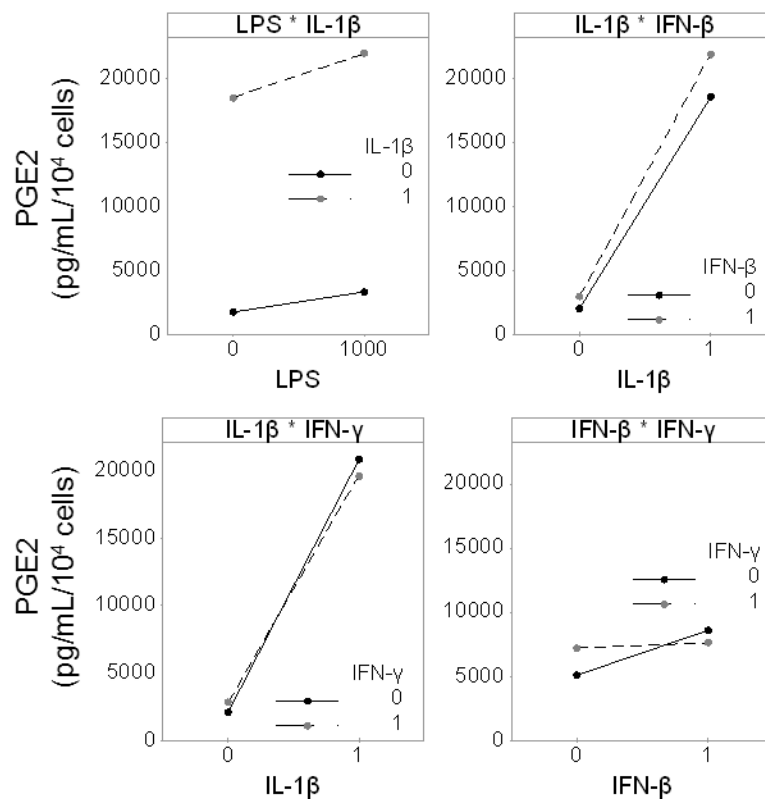 LPS * IL-1β
IL-1β * IFN-β
PGE2
(pg/mL/10⁴ cells)
20000
15000
10000
5000
0
IL-1β
0
1
0
1000
LPS
20000
15000
10000
5000
0
IFN-β
0
1
0
1
IL-1β
IL-1β * IFN-γ
IFN-β * IFN-γ
PGE2
(pg/mL/10⁴ cells)
20000
15000
10000
5000
0
IFN-γ
0
1
0
1
IL-1β
20000
15000
10000
5000
0
IFN-γ
0
1
0
1
IFN-β